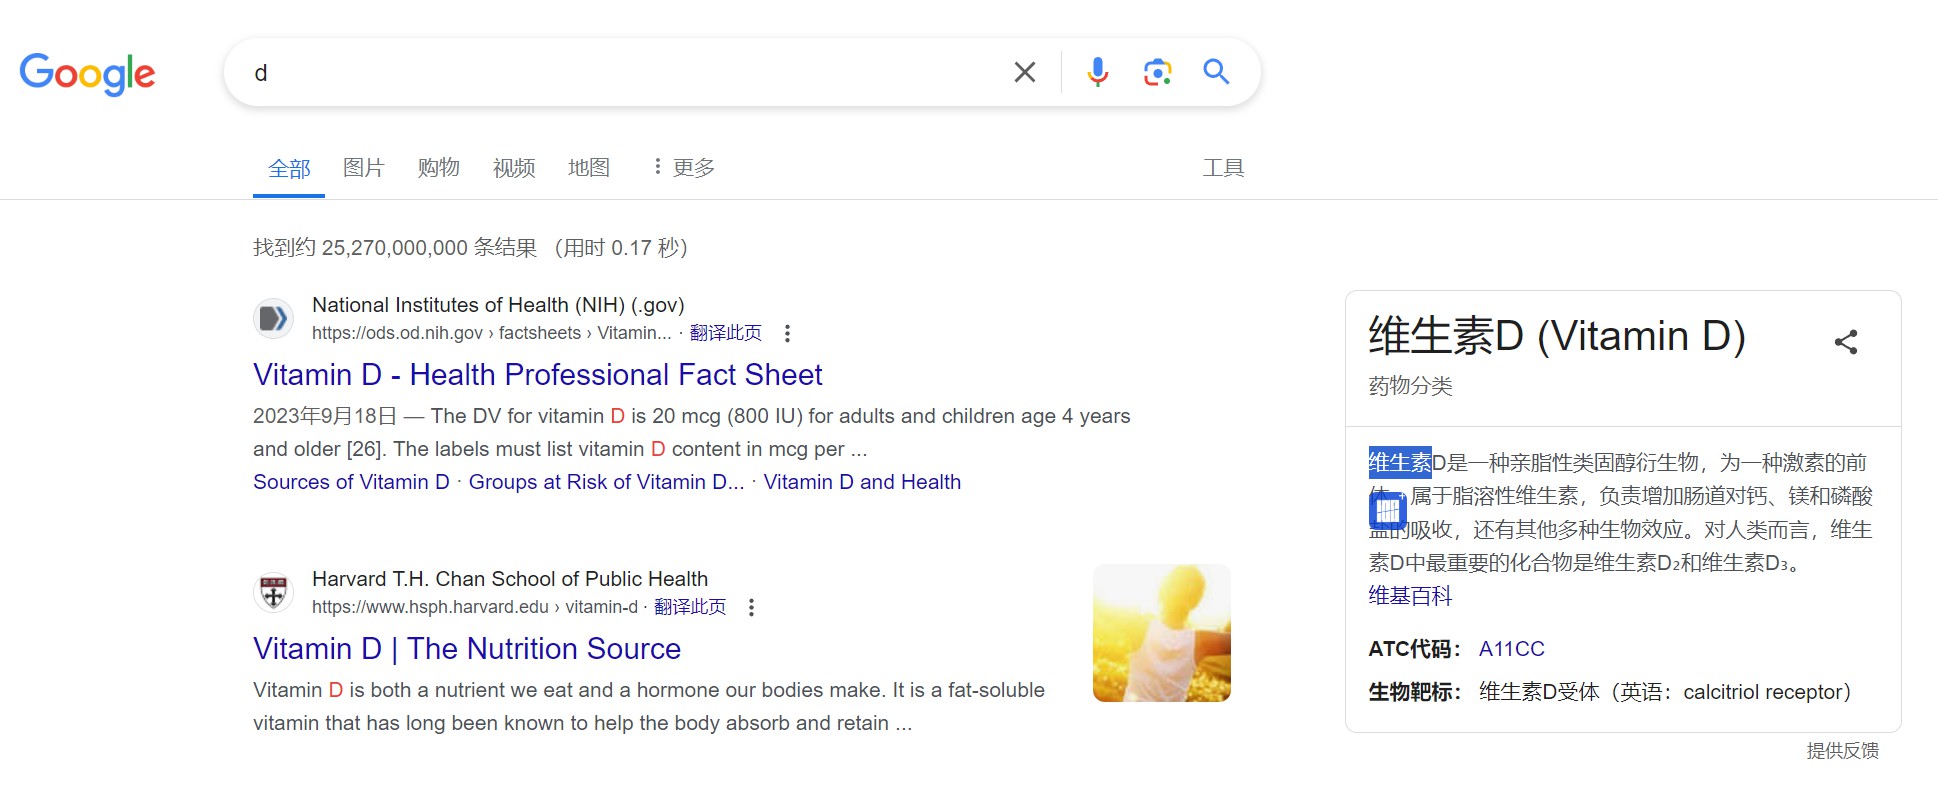 Google
d
全部 图片 购物 视频 地图 更多 工具
找到约 25,270,000,000 条结果 （用时 0.17 秒）
National Institutes of Health (NIH) (.gov)
https://ods.od.nih.gov › factsheets › Vitamin... · 翻译此页
Vitamin D - Health Professional Fact Sheet
2023年9月18日 — The DV for vitamin D is 20 mcg (800 IU) for adults and children age 4 years
and older [26]. The labels must list vitamin D content in mcg per ...
Sources of Vitamin D · Groups at Risk of Vitamin D... · Vitamin D and Health
Harvard T.H. Chan School of Public Health
https://www.hsph.harvard.edu › vitamin-d · 翻译此页
Vitamin D | The Nutrition Source
Vitamin D is both a nutrient we eat and a hormone our bodies make. It is a fat-soluble
vitamin that has long been known to help the body absorb and retain ...
维生素D (Vitamin D)
药物分类
维生素D是一种亲脂性类固醇衍生物，为一种激素的前
体，属于脂溶性维生素，负责增加肠道对钙、镁和磷酸
盐的吸收，还有其他多种生物效应。对人类而言，维生
素D中最重要的化合物是维生素D₂和维生素D₃。
维基百科
ATC代码： A11CC
生物靶标： 维生素D受体（英语：calcitriol receptor）
提供反馈